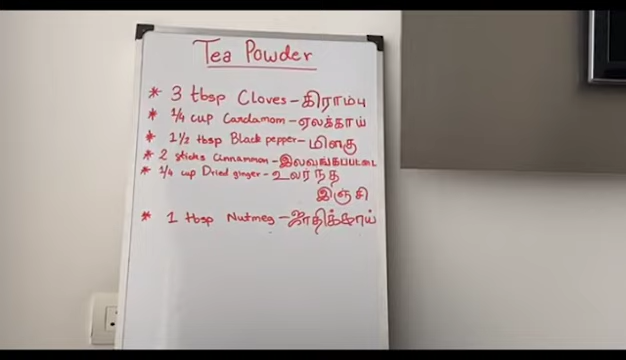 Tea Powder
* 3 tbsp Cloves - கிராம்பு
* 1/4 cup Cardamom - ஏலக்காய்
* 1 1/2 tbsp Black pepper - மிளகு
* 2 sticks Cinnamon - இலவங்கப்பட்டை
* 1/4 cup Dried ginger - உலர்ந்த
இஞ்சி
* 1 tbsp Nutmeg - ஜாதிக்காய்